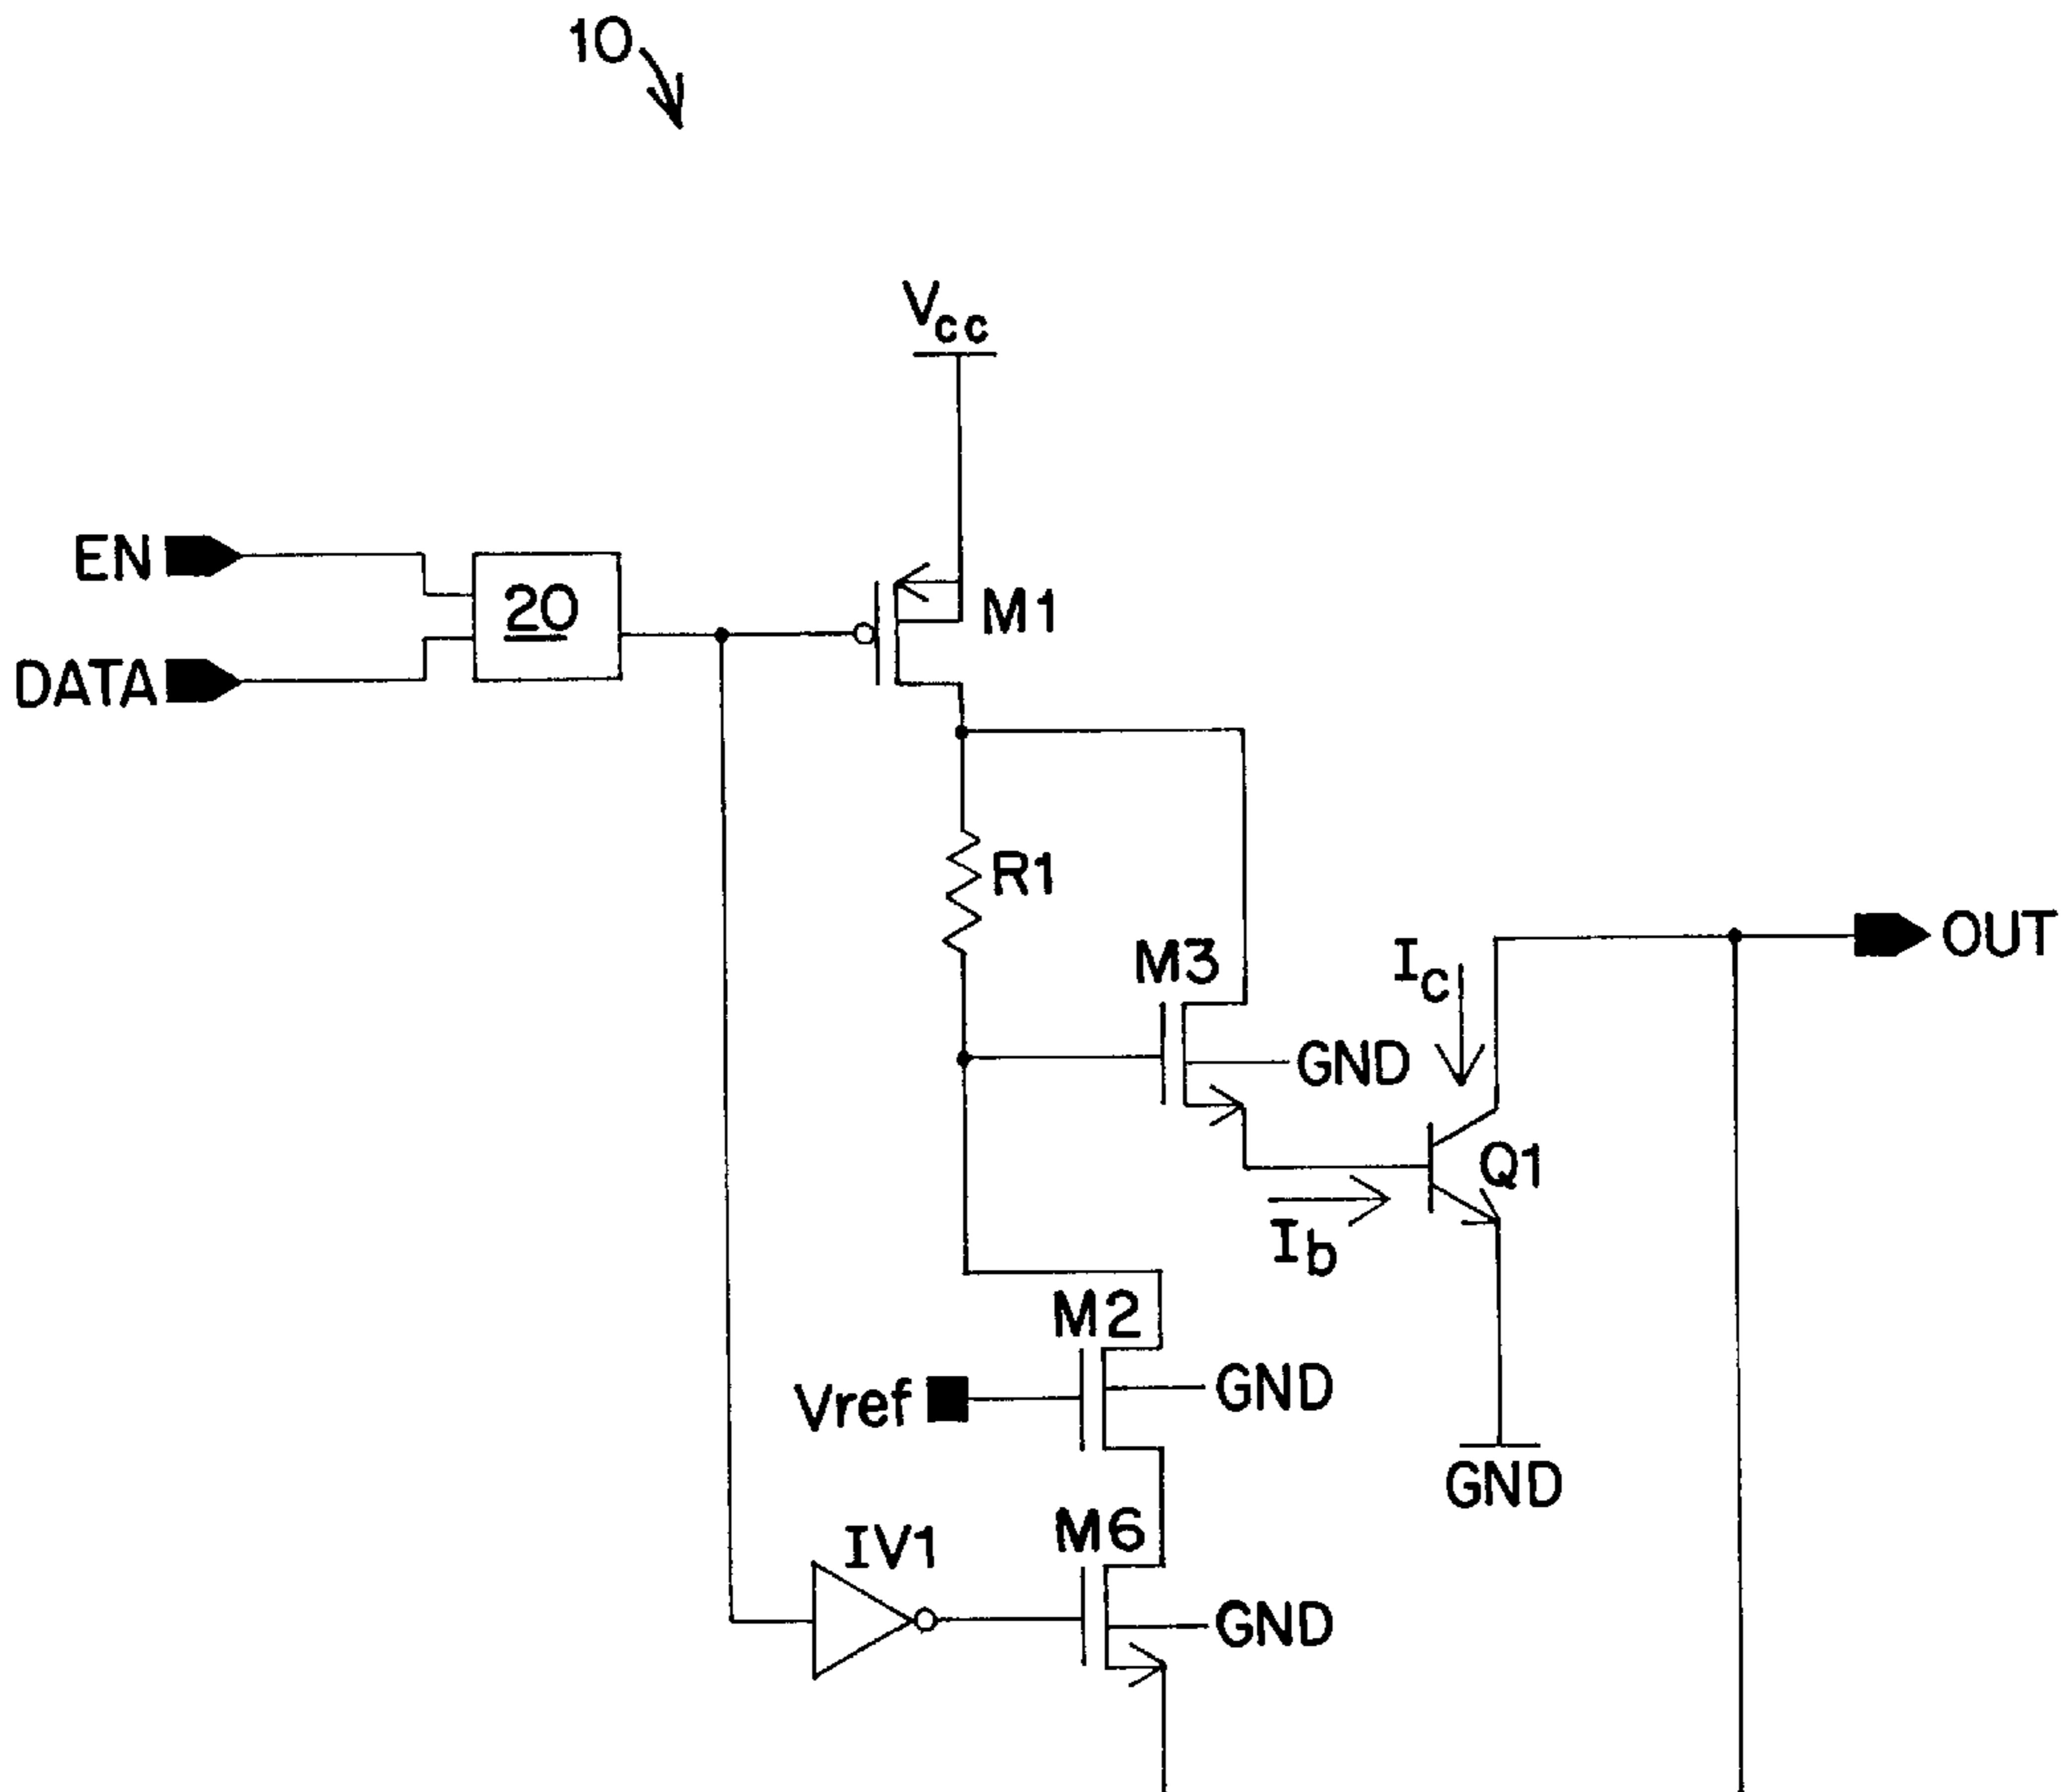 10
Vcc
EN
20
M1
DATA
R1
M3
Ic
OUT
GND
Q1
Ib
M2
Vref
GND
GND
M6
IV1
GND